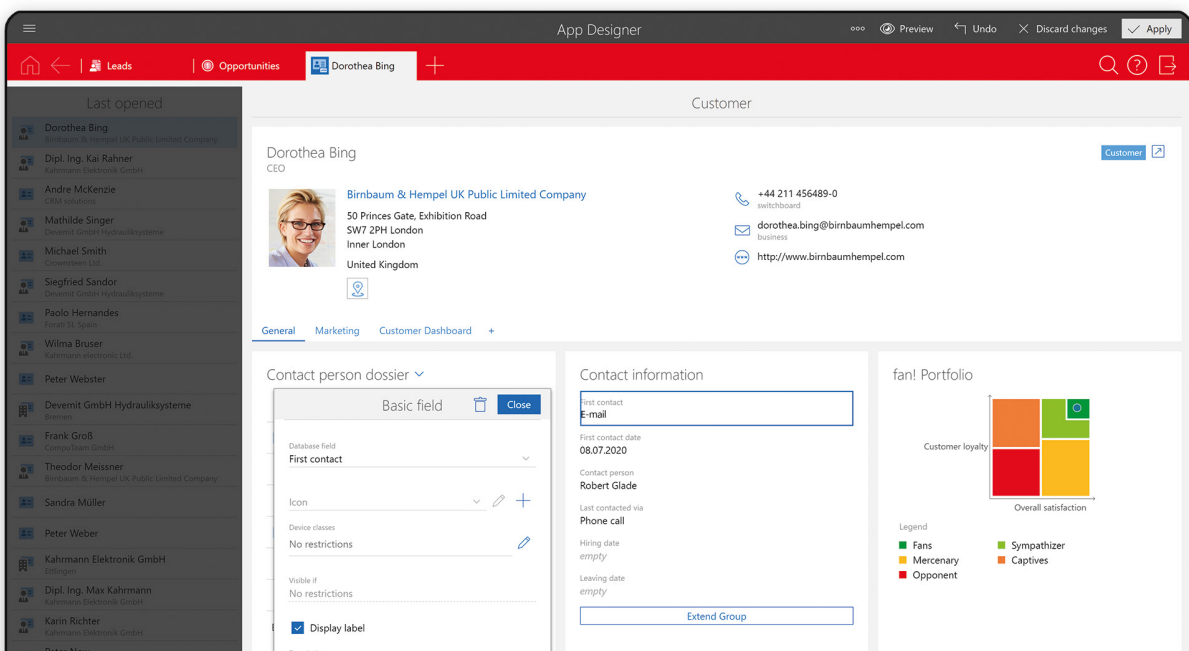 App Designer
Preview
Undo
Discard changes
Apply
Leads
Opportunities
Dorothea Bing
Last opened
Dorothea Bing
Birnbaum & Hempel UK Public Limited Company
Dipl. Ing. Kai Rahner
Kahrmann Elektronik GmbH
Andre McKenzie
CRM solutions
Mathilde Singer
Devemit GmbH Hydrauliksysteme
Michael Smith
Siegfried Sandor
Devemit GmbH Hydrauliksysteme
Paolo Hernandes
Forati SL Spain
Wilma Bruser
Kahrmann electronic Ltd.
Peter Webster
Devemit GmbH Hydrauliksysteme
Bremen
Frank Groß
CompuTeam GmbH
Theodor Meissner
Birnbaum & Hempel UK Public Limited Company
Sandra Müller
Peter Weber
Kahrmann Elektronik GmbH
Ettlingen
Dipl. Ing. Max Kahrmann
Kahrmann Elektronik GmbH
Karin Richter
Kahrmann Elektronik GmbH
Customer
Dorothea Bing
CEO
Customer
Birnbaum & Hempel UK Public Limited Company
50 Princes Gate, Exhibition Road
SW7 2PH London
Inner London
United Kingdom
+44 211 456489-0
switchboard
dorothea.bing@birnbaumhempel.com
business
http://www.birnbaumhempel.com
General
Marketing
Customer Dashboard
+
Contact person dossier
Basic field
Close
Database field
First contact
Icon
Device classes
No restrictions
Visible if
No restrictions
Display label
Contact information
First contact
E-mail
First contact date
08.07.2020
Contact person
Robert Glade
Last contacted via
Phone call
Hiring date
empty
Leaving date
empty
Extend Group
fan! Portfolio
Customer loyalty
Overall satisfaction
Legend
Fans
Sympathizer
Mercenary
Captives
Opponent